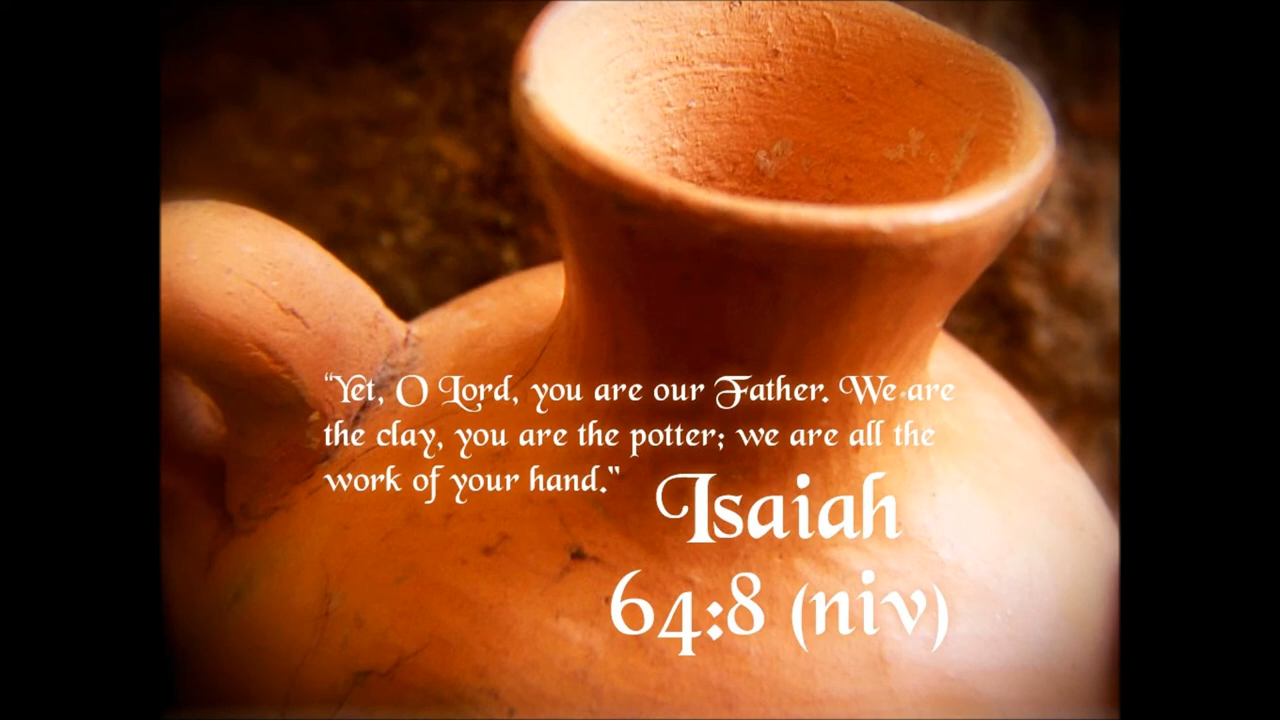 “Yet, O Lord, you are our Father. We are
the clay, you are the potter; we are all the
work of your hand."
Isaiah
64:8 (niv)